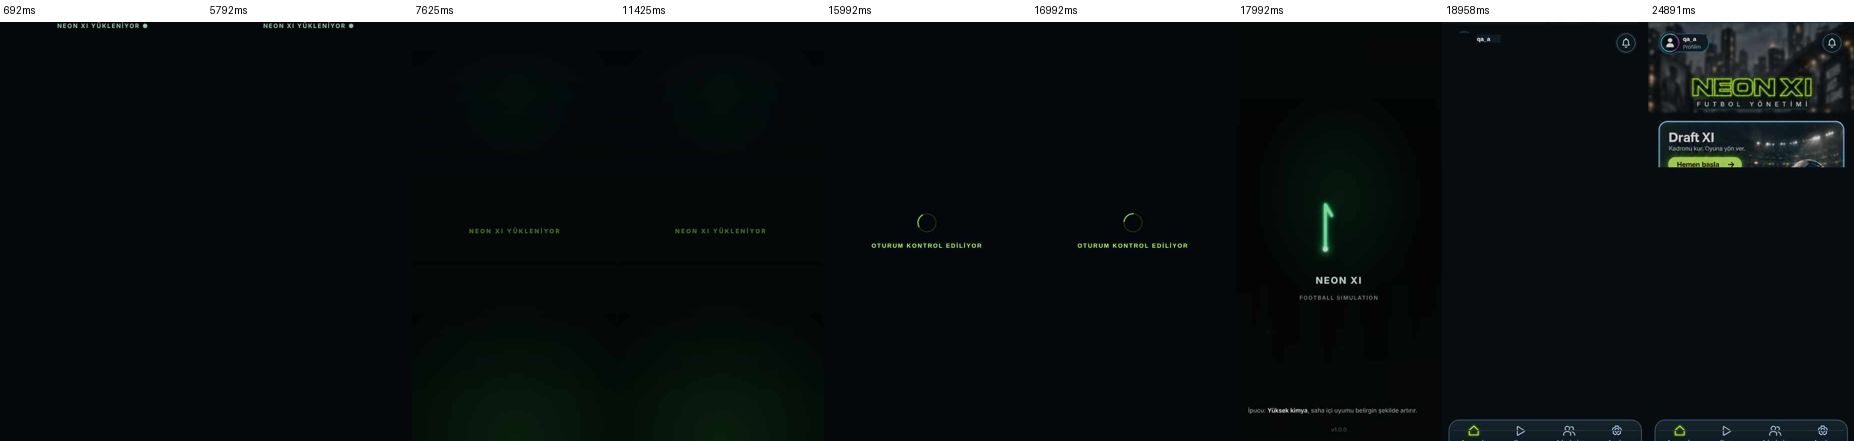 692ms
5792ms
7625ms
11425ms
15992ms
16992ms
17992ms
18958ms
24891ms
NEON XI YÜKLENİYOR
NEON XI YÜKLENİYOR
NEON XI YÜKLENİYOR
NEON XI YÜKLENİYOR
OTURUM KONTROL EDİLİYOR
OTURUM KONTROL EDİLİYOR
NEON XI
FOOTBALL SIMULATION
İpucu: Yüksek kimya, saha içi uyumu belirgin şekilde artırır.
v1.0.0
qa_a
qa_a
Profilim
NEON XI
FUTBOL YÖNETİMİ
Draft XI
Kadronu kur. Oyuna yön ver.
Hemen başla